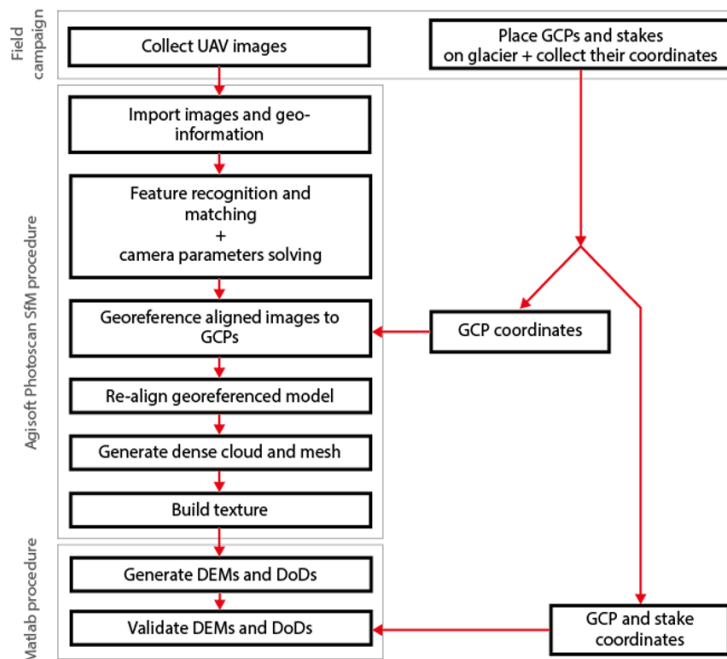 Field
campaign
Collect UAV images
Place GCPs and stakes
on glacier + collect their coordinates
Agisoft Photoscan SfM procedure
Import images and geo-
information
Feature recognition and
matching
+
camera parameters solving
Georeference aligned images to
GCPs
GCP coordinates
Re-align georeferenced model
Generate dense cloud and mesh
Build texture
Matlab procedure
Generate DEMs and DoDs
Validate DEMs and DoDs
GCP and stake
coordinates